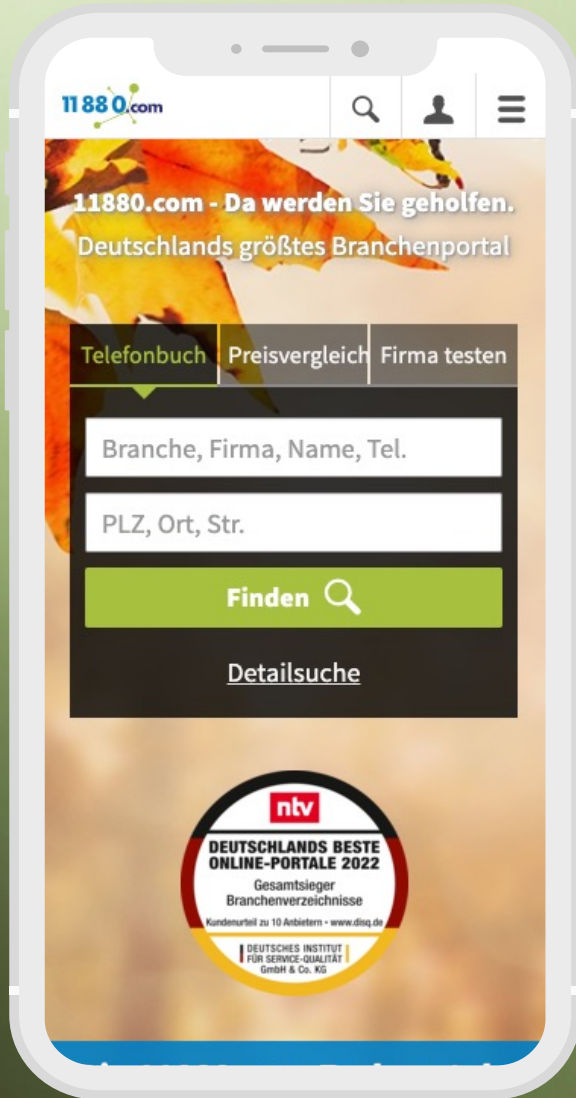 11880.com
11880.com - Da werden Sie geholfen.
Deutschlands größtes Branchenportal
Telefonbuch Preisvergleich Firma testen
Branche, Firma, Name, Tel.
PLZ, Ort, Str.
Finden
Detailsuche
ntv
DEUTSCHLANDS BESTE
ONLINE-PORTALE 2022
Gesamtsieger
Branchenverzeichnisse
Kundenurteil zu 10 Anbietern • www.disq.de
DEUTSCHES INSTITUT
FÜR SERVICE-QUALITÄT
GmbH & Co. KG